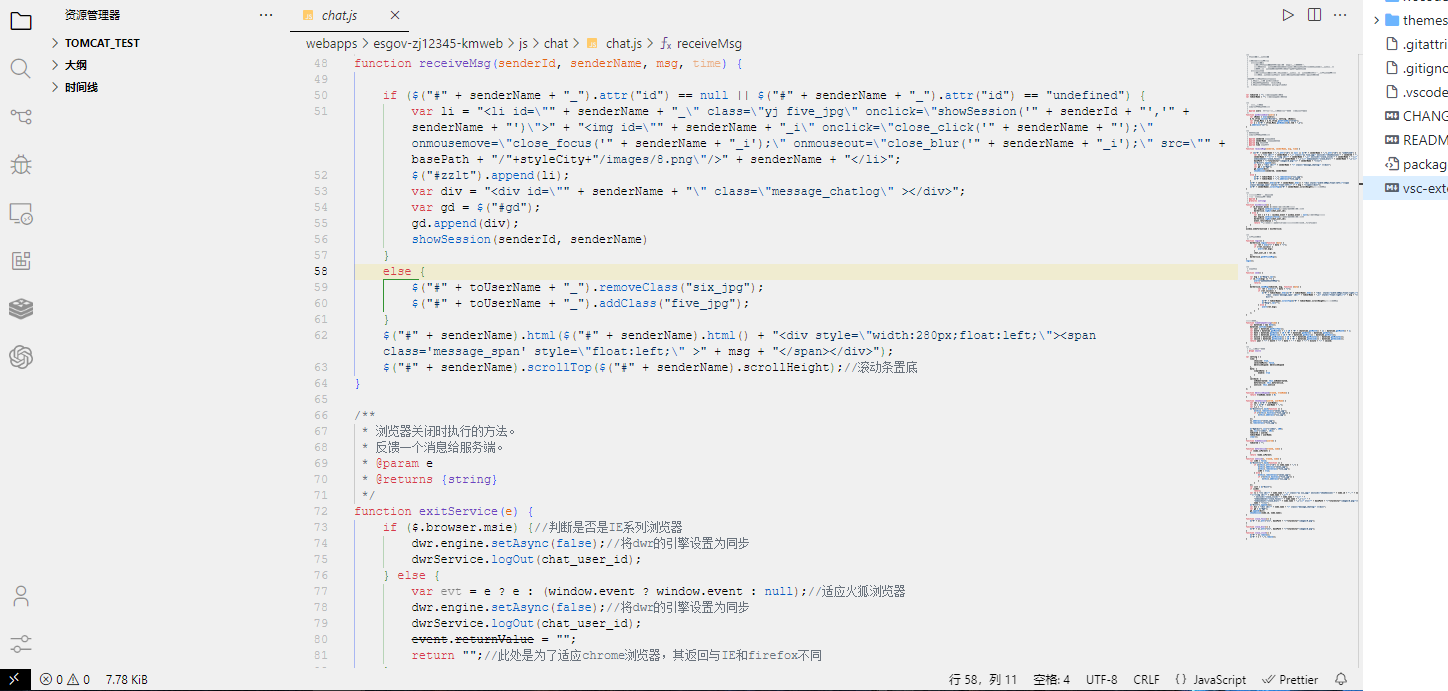 资源管理器
TOMCAT_TEST
大纲
时间线
chat.js
webapps > esgov-zj12345-kmweb > js > chat > chat.js > receiveMsg
48 function receiveMsg(senderId, senderName, msg, time) {
49
50 if ($("#" + senderName + "_").attr("id") == null || $("#" + senderName + "_").attr("id") == "undefined") {
51 var li = "<li id=\"" + senderName + "_\" class=\"yj five_jpg\" onclick=\"showSession('" + senderId + "','" +
senderName + "')\">" + "<img id=\"" + senderName + "_i\" onclick=\"close_click('" + senderName + "');\"
onmousemove=\"close_focus('" + senderName + "_i');\" onmouseout=\"close_blur('" + senderName + "_i');\" src=\"" +
basePath + "/"+styleCity+"/images/8.png\"/>" + senderName + "</li>";
52 $("#zzlt").append(li);
53 var div = "<div id=\"" + senderName + "\" class=\"message_chatlog\" ></div>";
54 var gd = $("#gd");
55 gd.append(div);
56 showSession(senderId, senderName)
57 }
58 else {
59 $("#" + toUserName + "_").removeClass("six_jpg");
60 $("#" + toUserName + "_").addClass("five_jpg");
61 }
62 $("#" + senderName).html($("#" + senderName).html() + "<div style=\"width:280px;float:left;\"><span
class='message_span' style=\"float:left;\" >" + msg + "</span></div>");
63 $("#" + senderName).scrollTop($("#" + senderName).scrollHeight);//滚动条置底
64 }
65
66 /**
67 * 浏览器关闭时执行的方法。
68 * 反馈一个消息给服务端。
69 * @param e
70 * @returns {string}
71 */
72 function exitService(e) {
73 if ($.browser.msie) {//判断是否是IE系列浏览器
74 dwr.engine.setAsync(false);//将dwr的引擎设置为同步
75 dwrService.logOut(chat_user_id);
76 } else {
77 var evt = e ? e : (window.event ? window.event : null);//适应火狐浏览器
78 dwr.engine.setAsync(false);//将dwr的引擎设置为同步
79 dwrService.logOut(chat_user_id);
80 event.returnValue = "";
81 return "";//此处是为了适应chrome浏览器，其返回与IE和firefox不同
themes
.gitattri
.gitigno
.vscode
CHANG
READM
packag
vsc-exte
0 0 7.78 KiB
行 58，列 11 空格: 4 UTF-8 CRLF {} JavaScript Prettier